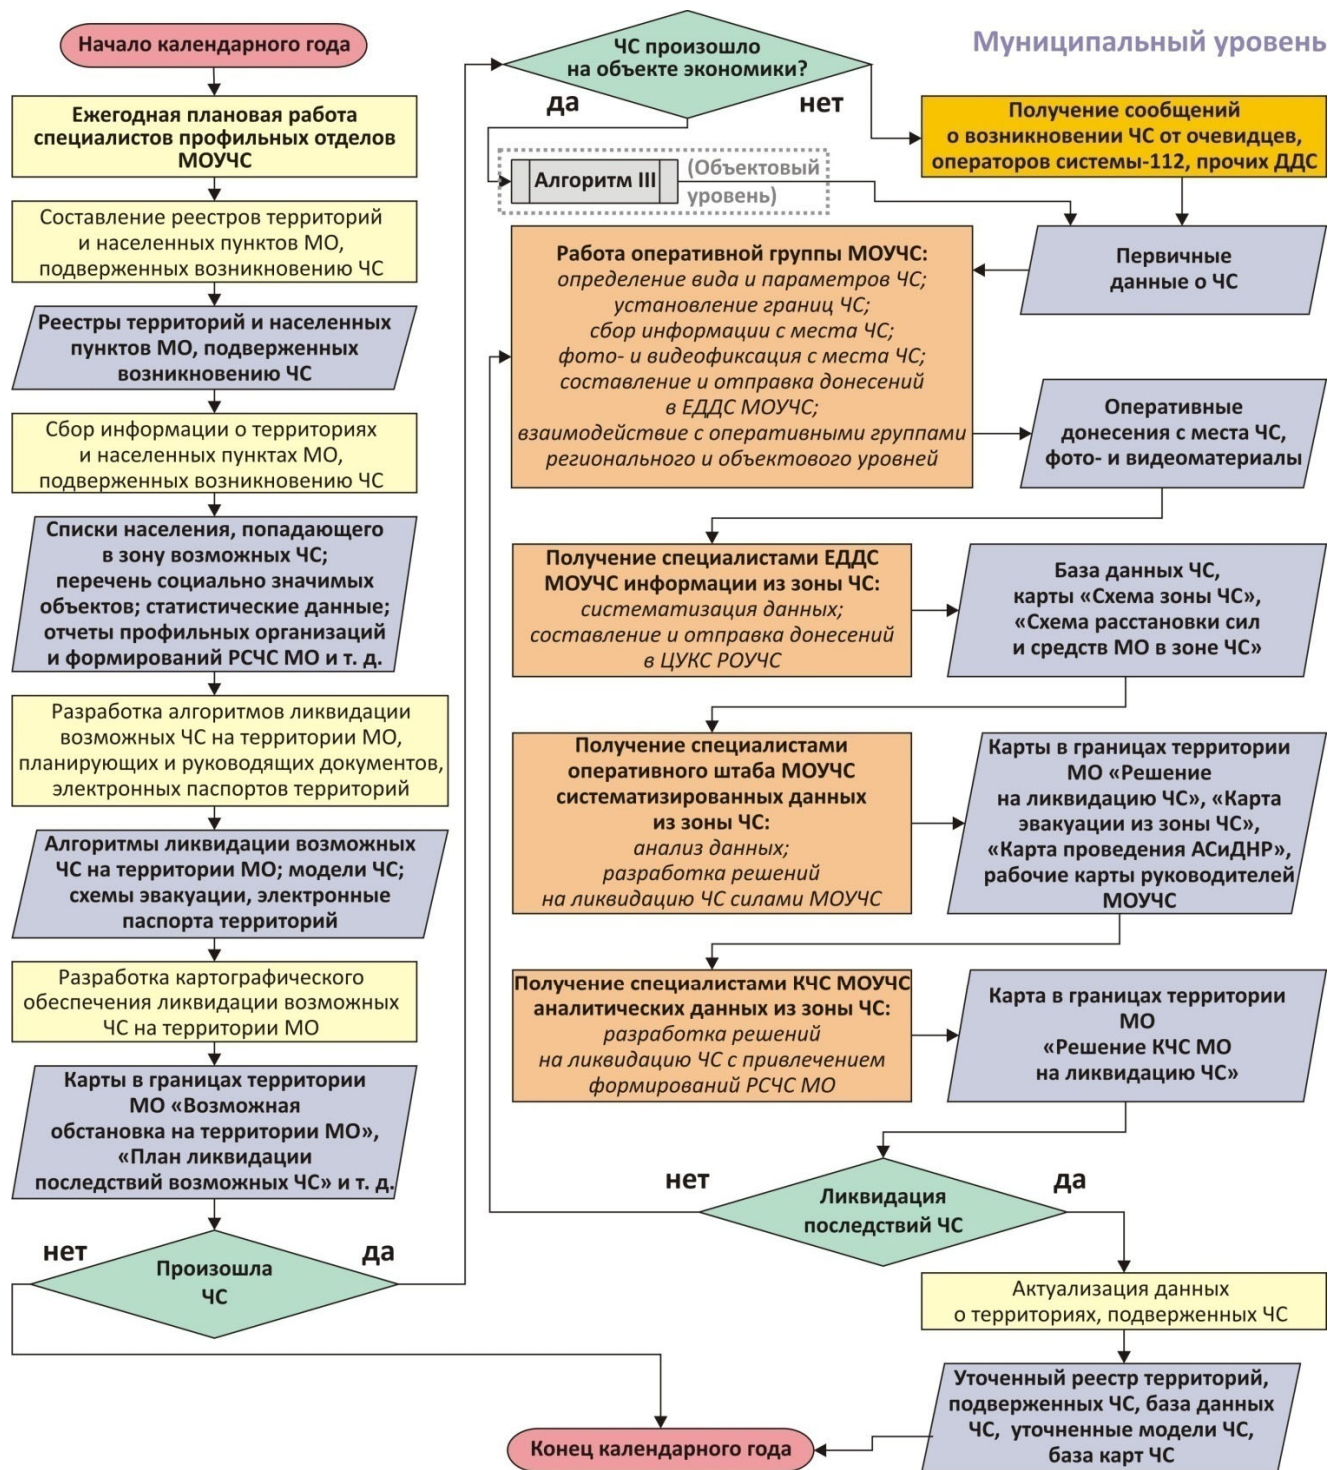 Муниципальный уровень
Начало календарного года
Ежегодная плановая работа
специалистов профильных отделов
МОУЧС
Составление реестров территорий
и населенных пунктов МО,
подверженных возникновению ЧС
Реестры территорий и населенных
пунктов МО, подверженных
возникновению ЧС
Сбор информации о территориях
и населенных пунктах МО,
подверженных возникновению ЧС
Списки населения, попадающего
в зону возможных ЧС;
перечень социально значимых
объектов; статистические данные;
отчеты профильных организаций
и формирований РСЧС МО и т. д.
Разработка алгоритмов ликвидации
возможных ЧС на территории МО,
планирующих и руководящих документов,
электронных паспортов территорий
Алгоритмы ликвидации возможных
ЧС на территории МО; модели ЧС;
схемы эвакуации, электронные
паспорта территорий
Разработка картографического
обеспечения ликвидации возможных
ЧС на территории МО
Карты в границах территории
МО «Возможная
обстановка на территории МО»,
«План ликвидации
последствий возможных ЧС» и т. д.
нет
да
Произошла
ЧС
ЧС произошло
на объекте экономики?
да
нет
Получение сообщений
о возникновении ЧС от очевидцев,
операторов системы-112, прочих ДДС
Алгоритм III
(Объектовый
уровень)
Первичные
данные о ЧС
Работа оперативной группы МОУЧС:
определение вида и параметров ЧС;
установление границ ЧС;
сбор информации с места ЧС;
фото- и видеофиксация с места ЧС;
составление и отправка донесений
в ЕДДС МОУЧС;
взаимодействие с оперативными группами
регионального и объектового уровней
Оперативные
донесения с места ЧС,
фото- и видеоматериалы
Получение специалистами ЕДДС
МОУЧС информации из зоны ЧС:
систематизация данных;
составление и отправка донесений
в ЦУКС РОУЧС
База данных ЧС,
карты «Схема зоны ЧС»,
«Схема расстановки сил
и средств МО в зоне ЧС»
Получение специалистами
оперативного штаба МОУЧС
систематизированных данных
из зоны ЧС:
анализ данных;
разработка решений
на ликвидацию ЧС силами МОУЧС
Карты в границах территории
МО «Решение
на ликвидацию ЧС», «Карта
эвакуации из зоны ЧС»,
«Карта проведения АСиДНР»,
рабочие карты руководителей
МОУЧС
Получение специалистами КЧС МОУЧС
аналитических данных из зоны ЧС:
разработка решений
на ликвидацию ЧС с привлечением
формирований РСЧС МО
Карта в границах территории
МО
«Решение КЧС МО
на ликвидацию ЧС»
нет
да
Ликвидация
последствий ЧС
Актуализация данных
о территориях, подверженных ЧС
Уточенный реестр территорий,
подверженных ЧС, база данных
ЧС, уточненные модели ЧС,
база карт ЧС
Конец календарного года